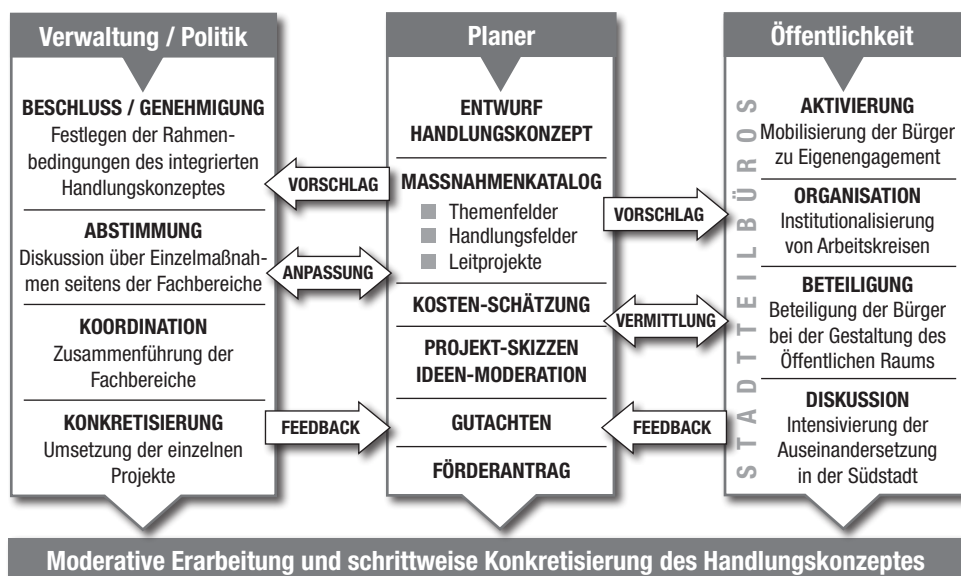 Verwaltung / Politik
BESCHLUSS / GENEHMIGUNG
Festlegen der Rahmen-
bedingungen des integrierten
Handlungskonzeptes
ABSTIMMUNG
Diskussion über Einzelmaßnah-
men seitens der Fachbereiche
KOORDINATION
Zusammenführung der
Fachbereiche
KONKRETISIERUNG
Umsetzung der einzelnen
Projekte
VORSCHLAG
ANPASSUNG
FEEDBACK
Planer
ENTWURF
HANDLUNGSKONZEPT
MASSNAHMENKATALOG
Themenfelder
Handlungsfelder
Leitprojekte
KOSTEN-SCHÄTZUNG
PROJEKT-SKIZZEN
IDEEN-MODERATION
GUTACHTEN
FÖRDERANTRAG
VORSCHLAG
VERMITTLUNG
FEEDBACK
Öffentlichkeit
STADTTEILBÜROS
AKTIVIERUNG
Mobilisierung der Bürger
zu Eigenengagement
ORGANISATION
Institutionalisierung
von Arbeitskreisen
BETEILIGUNG
Beteiligung der Bürger
bei der Gestaltung des
Öffentlichen Raums
DISKUSSION
Intensivierung der
Auseinandersetzung
in der Südstadt
Moderative Erarbeitung und schrittweise Konkretisierung des Handlungskonzeptes